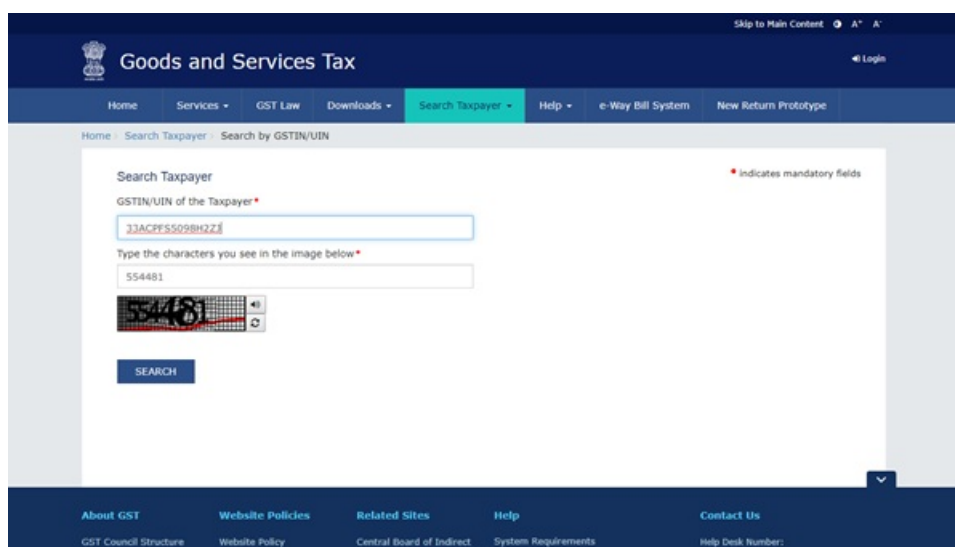 Skip to Main Content A+ A-
Goods and Services Tax
Login
Home Services GST Law Downloads Search Taxpayer Help e-Way Bill System New Return Prototype
Home Search Taxpayer Search by GSTIN/UIN
Search Taxpayer
* indicates mandatory fields
GSTIN/UIN of the Taxpayer*
Type the characters you see in the image below*
554481
554481
SEARCH
About GST Website Policies Related Sites Help Contact Us
GST Council Structure Website Policy Central Board of Indirect System Requirements Help Desk Number: